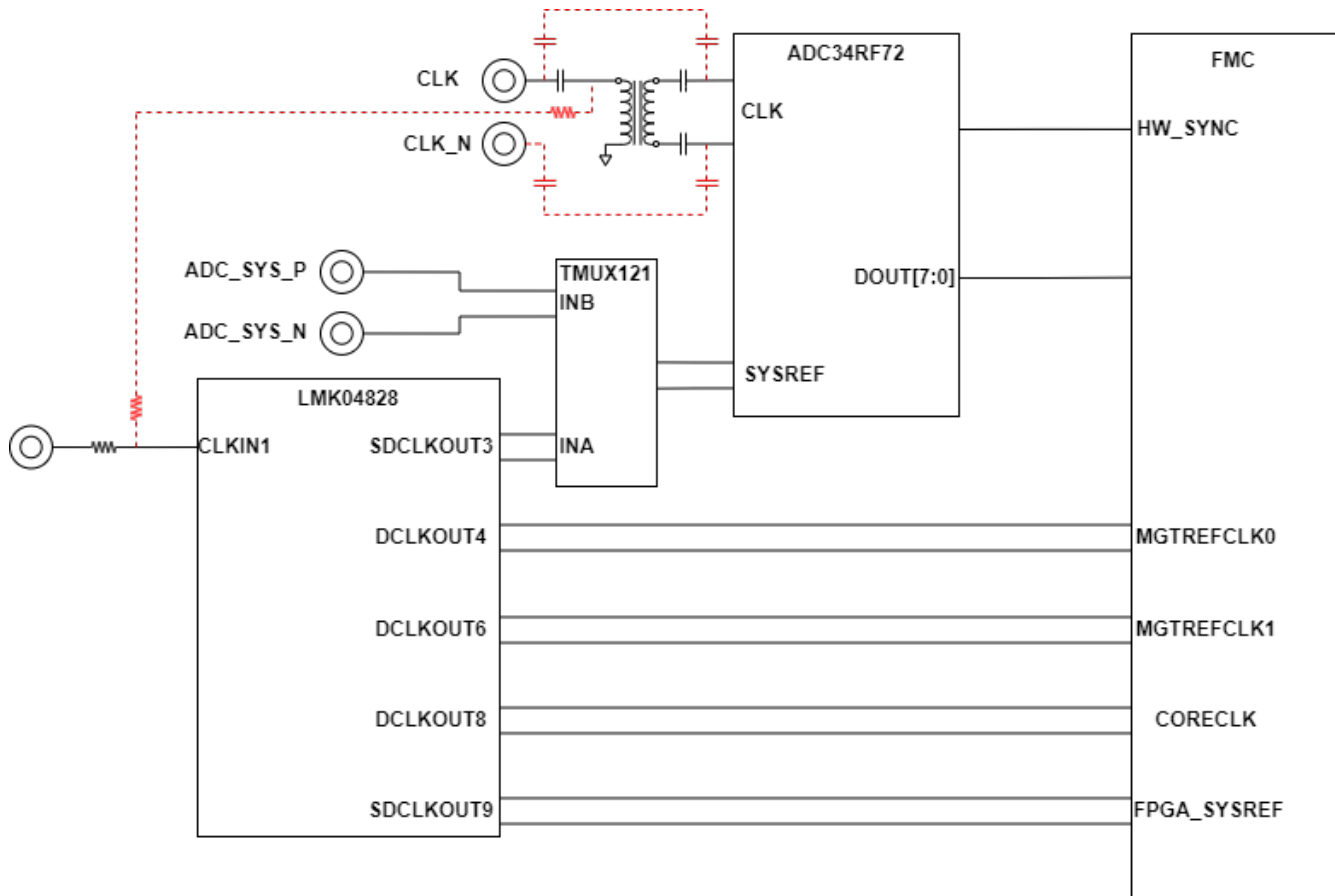 ADC34RF72
FMC
CLK
CLK
HW_SYNC
CLK_N
ADC_SYS_P
TMUX121
DOUT[7:0]
INB
ADC_SYS_N
SYSREF
LMK04828
CLKIN1
SDCLKOUT3
INA
DCLKOUT4
MGTREFCLK0
DCLKOUT6
MGTREFCLK1
DCLKOUT8
CORECLK
SDCLKOUT9
FPGA_SYSREF